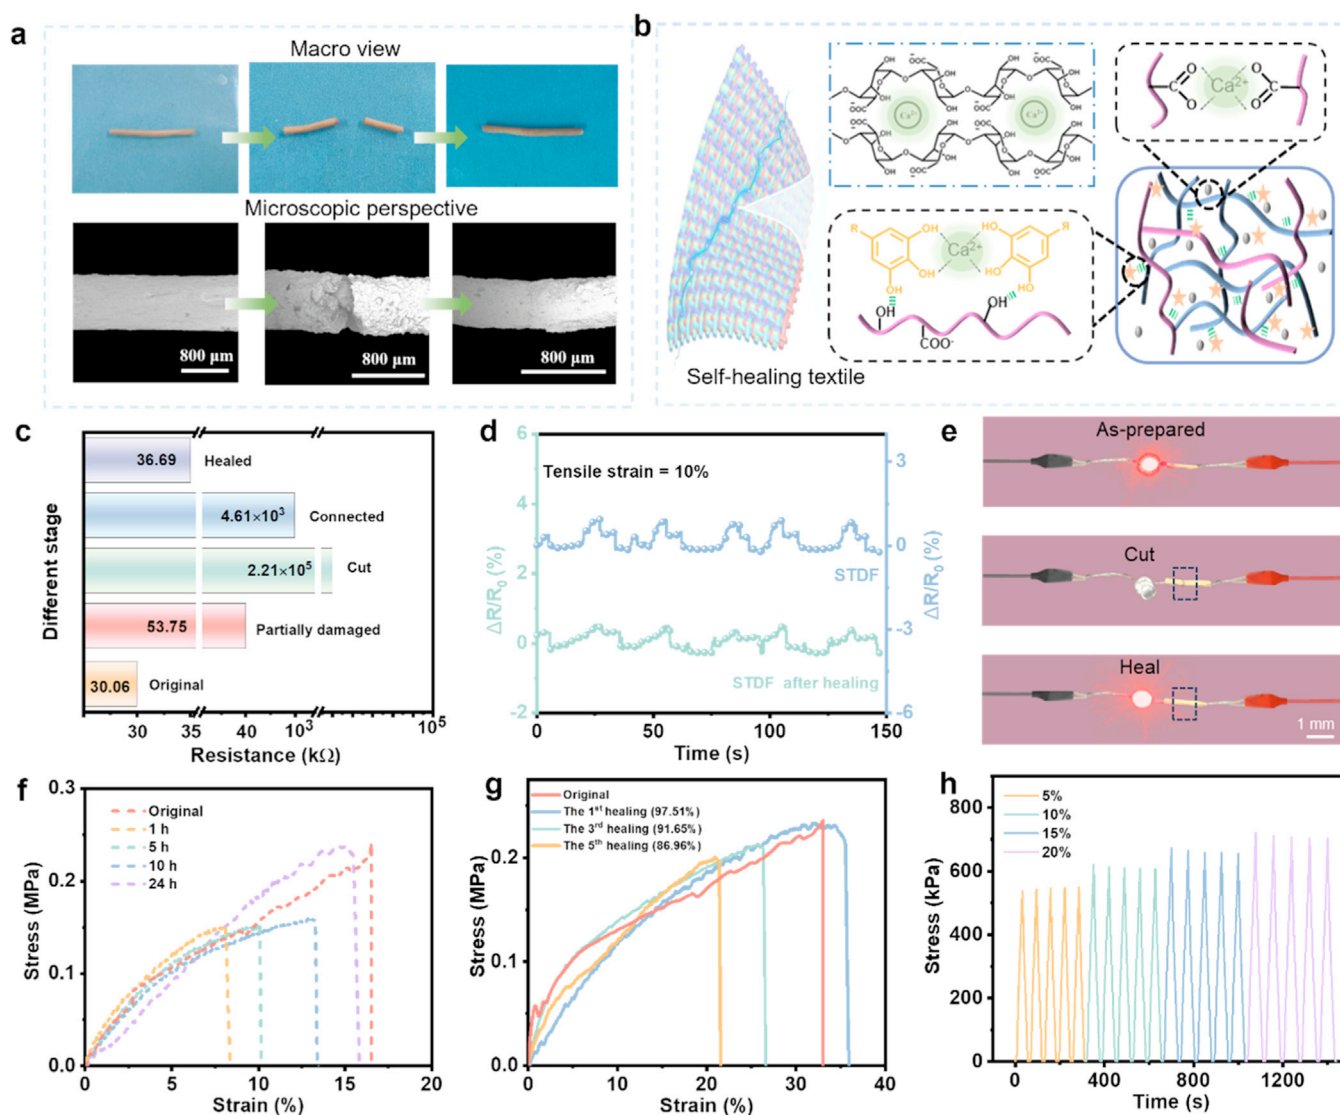 a
Macro view
Microscopic perspective
800 µm
800 µm
800 µm
b
Self-healing textile
Ca²⁺
Ca²⁺
R
OH
OH
OH
Ca²⁺
OH
HO
HO
R
OH
OH
COO⁻
C
O
O
Ca²⁺
O
O
C
c
Different stage
36.69
Healed
4.61×10³
Connected
2.21×10⁵
Cut
53.75
Partially damaged
30.06
Original
30 35 40 10³ 10⁵
Resistance (kΩ)
d
Tensile strain = 10%
6
4
2
0
-2
ΔR/R₀ (%)
3
0
-3
-6
ΔR/R₀ (%)
STDF
STDF after healing
0 50 100 150
Time (s)
e
As-prepared
Cut
Heal
1 mm
f
0.3
0.2
0.1
0.0
Stress (MPa)
Original
1 h
5 h
10 h
24 h
0 5 10 15 20
Strain (%)
g
0.2
0.1
0.0
Stress (MPa)
Original
The 1ˢᵗ healing (97.51%)
The 3ʳᵈ healing (91.65%)
The 5ᵗʰ healing (86.96%)
0 10 20 30 40
Strain (%)
h
800
600
400
200
0
Stress (kPa)
5%
10%
15%
20%
0 400 800 1200
Time (s)